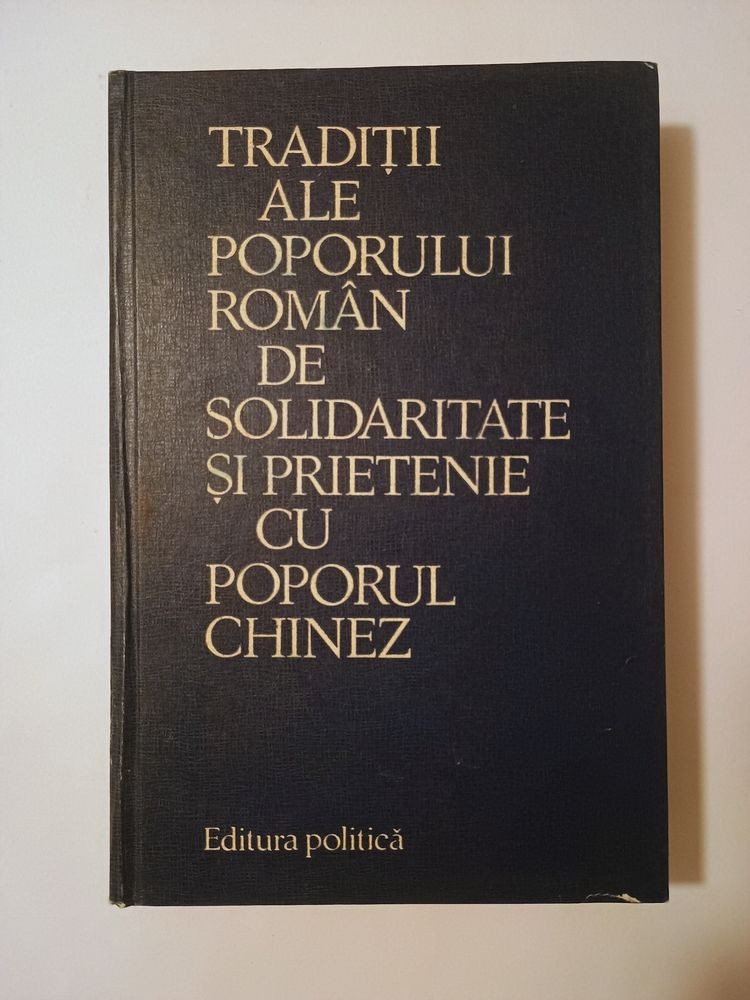 TRADIȚII
ALE
POPORULUI
ROMÂN
DE
SOLIDARITATE
ȘI PRIETENIE
CU
POPORUL
CHINEZ
Editura politică